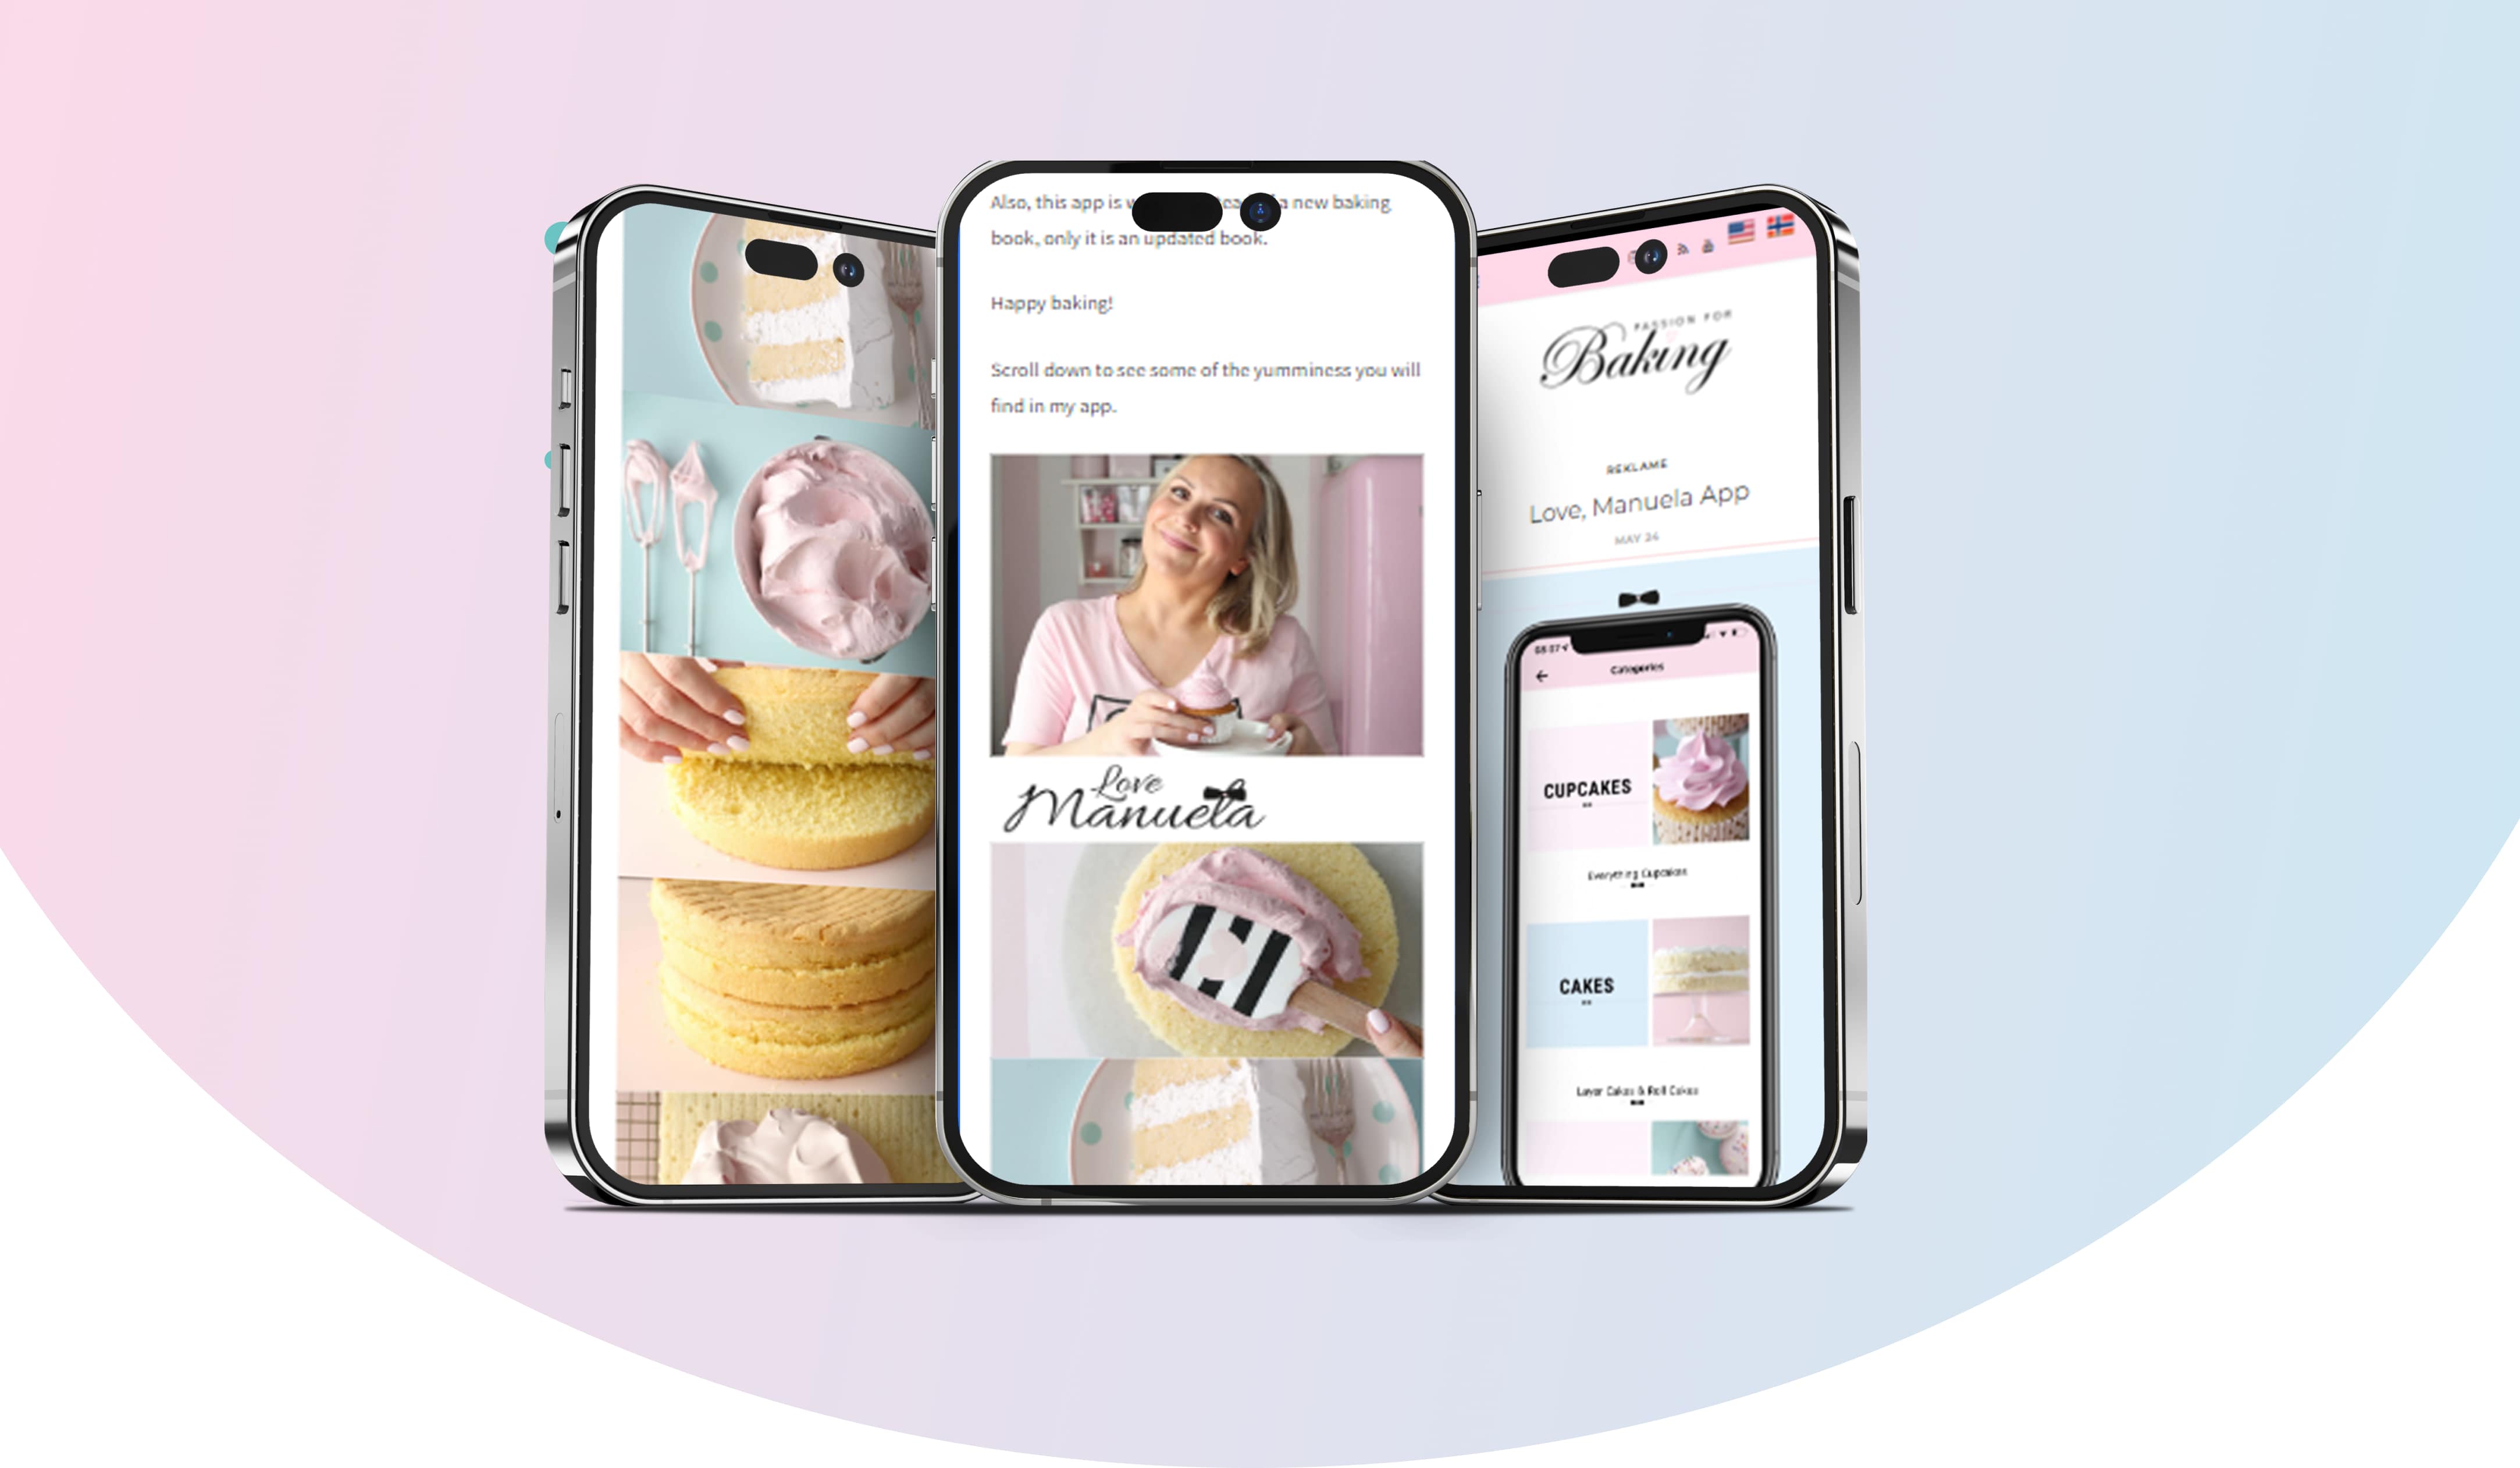 Also, this app is a new baking
book, only it is an updated book.
Happy baking!
Scroll down to see some of the yumminess you will
find in my app.
Love
Manuela
PASSION FOR
Baking
REKLAME
Love, Manuela App
MAY 24
08:07
Categories
CUPCAKES
Everything Cupcakes
CAKES
Layer Cakes & Roll Cakes